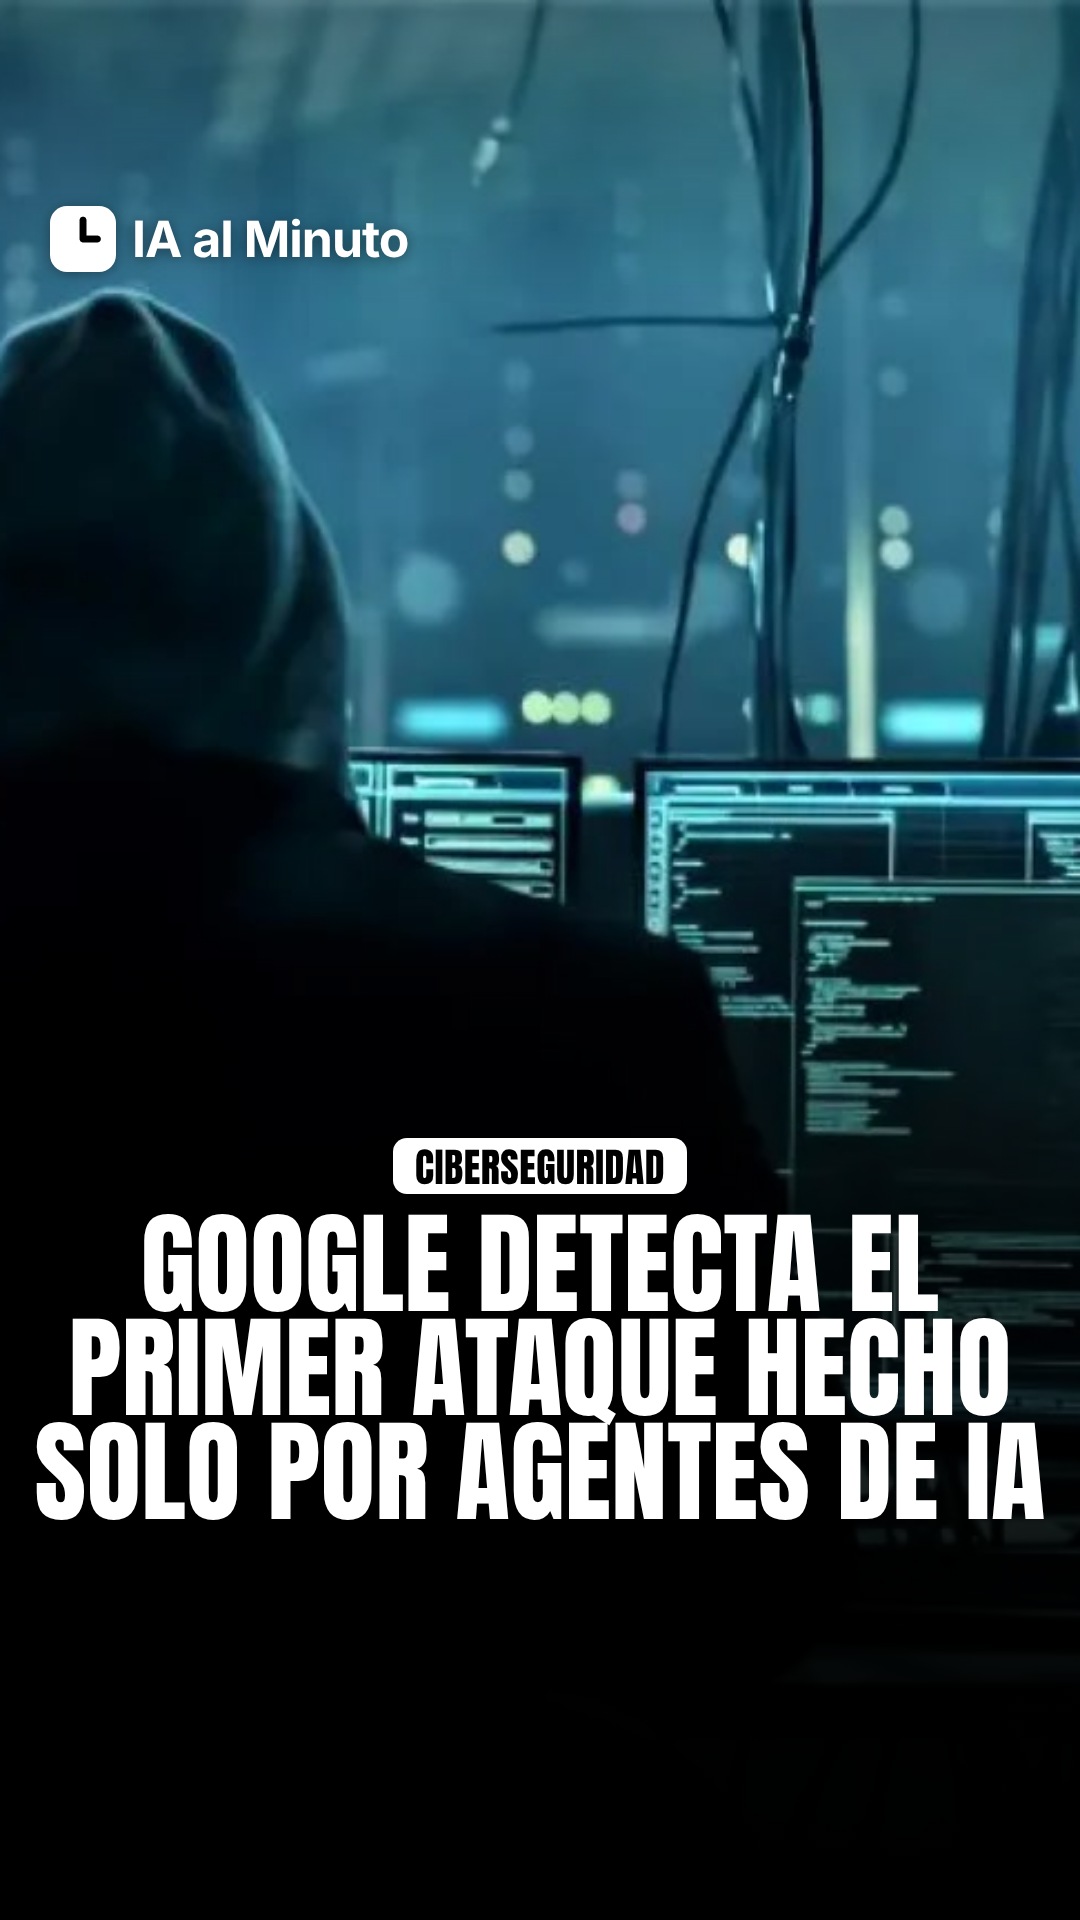 IA al Minuto
CIBERSEGURIDAD
GOOGLE DETECTA EL
PRIMER ATAQUE HECHO
SOLO POR AGENTES DE IA